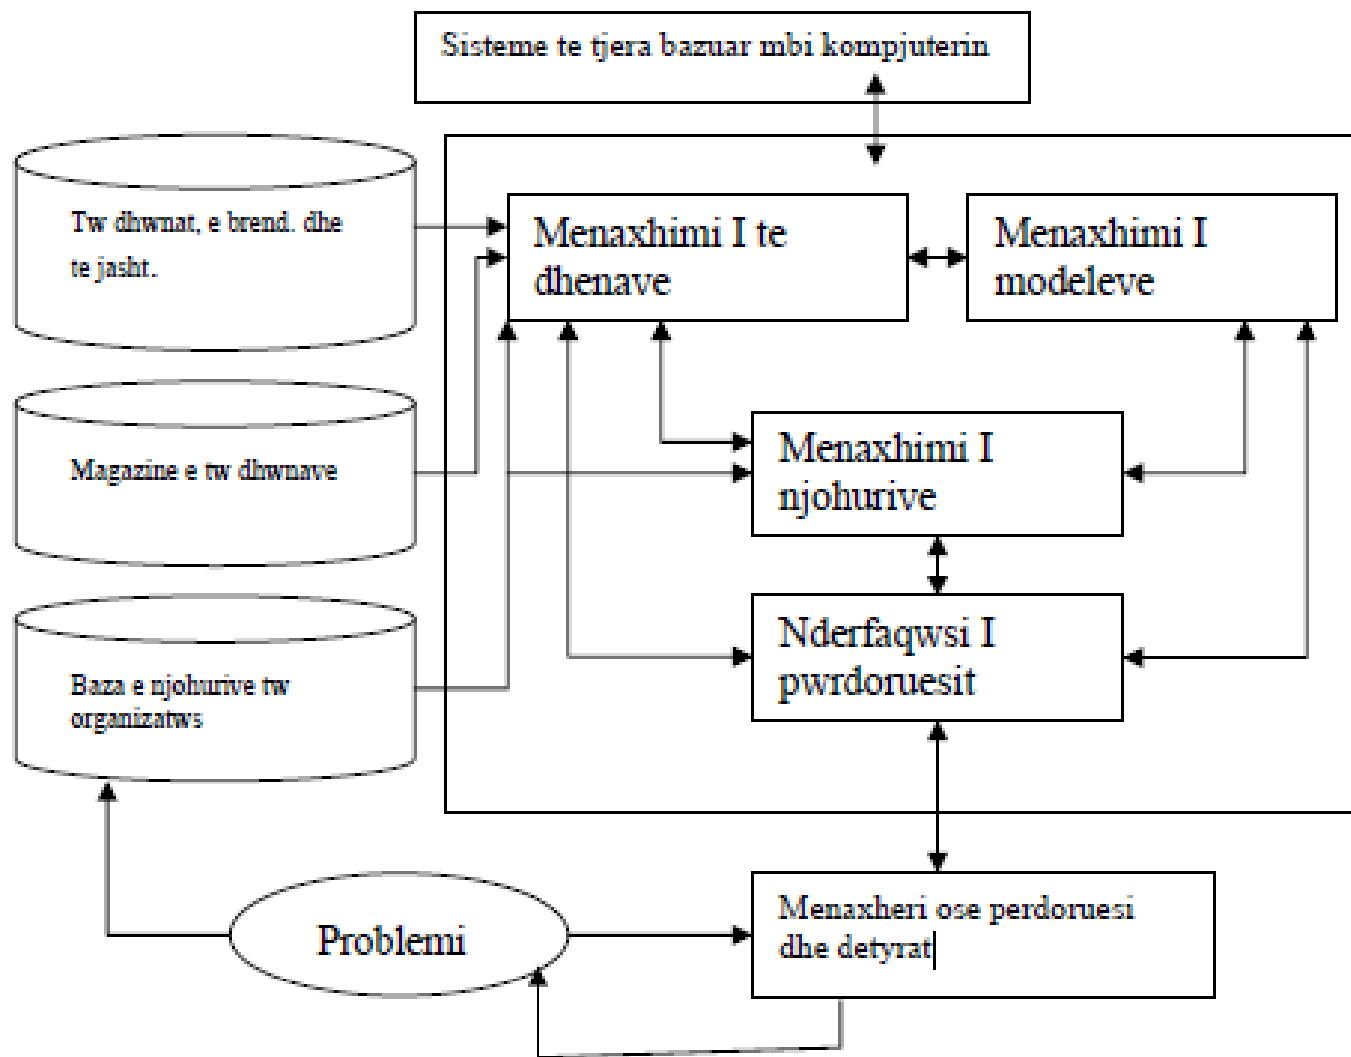 Sisteme te tjera bazuar mbi kompjuterin
Tw dhwnat, e brend. dhe
te jasht.
Menaxhimi I te
dhenave
Menaxhimi I
modeleve
Magazine e tw dhwnave
Menaxhimi I
njohurive
Baza e njohurive tw
organizatws
Nderfaqwsi I
pwrdoruesit
Problemi
Menaxheri ose perdoruesi
dhe detyrat